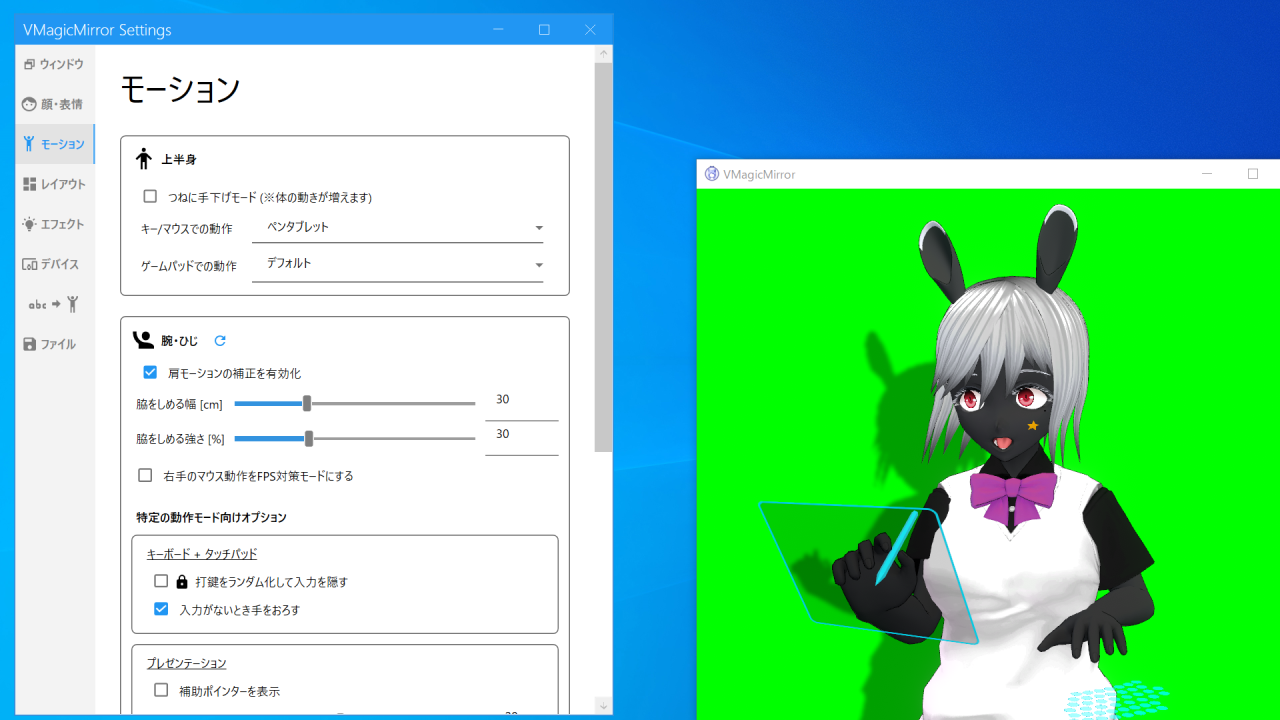 VMagicMirror Settings
ウィンドウ
顔・表情
モーション
レイアウト
エフェクト
デバイス
abc
ファイル
モーション
上半身
つねに手下げモード (※体の動きが増えます)
キー/マウスでの動作 ペンタブレット
ゲームパッドでの動作 デフォルト
腕・ひじ
肩モーションの補正を有効化
脇をしめる幅 [cm] 30
脇をしめる強さ [%] 30
右手のマウス動作をFPS対策モードにする
特定の動作モード向けオプション
キーボード + タッチパッド
打鍵をランダム化して入力を隠す
入力がないとき手をおろす
プレゼンテーション
補助ポインターを表示
VMagicMirror